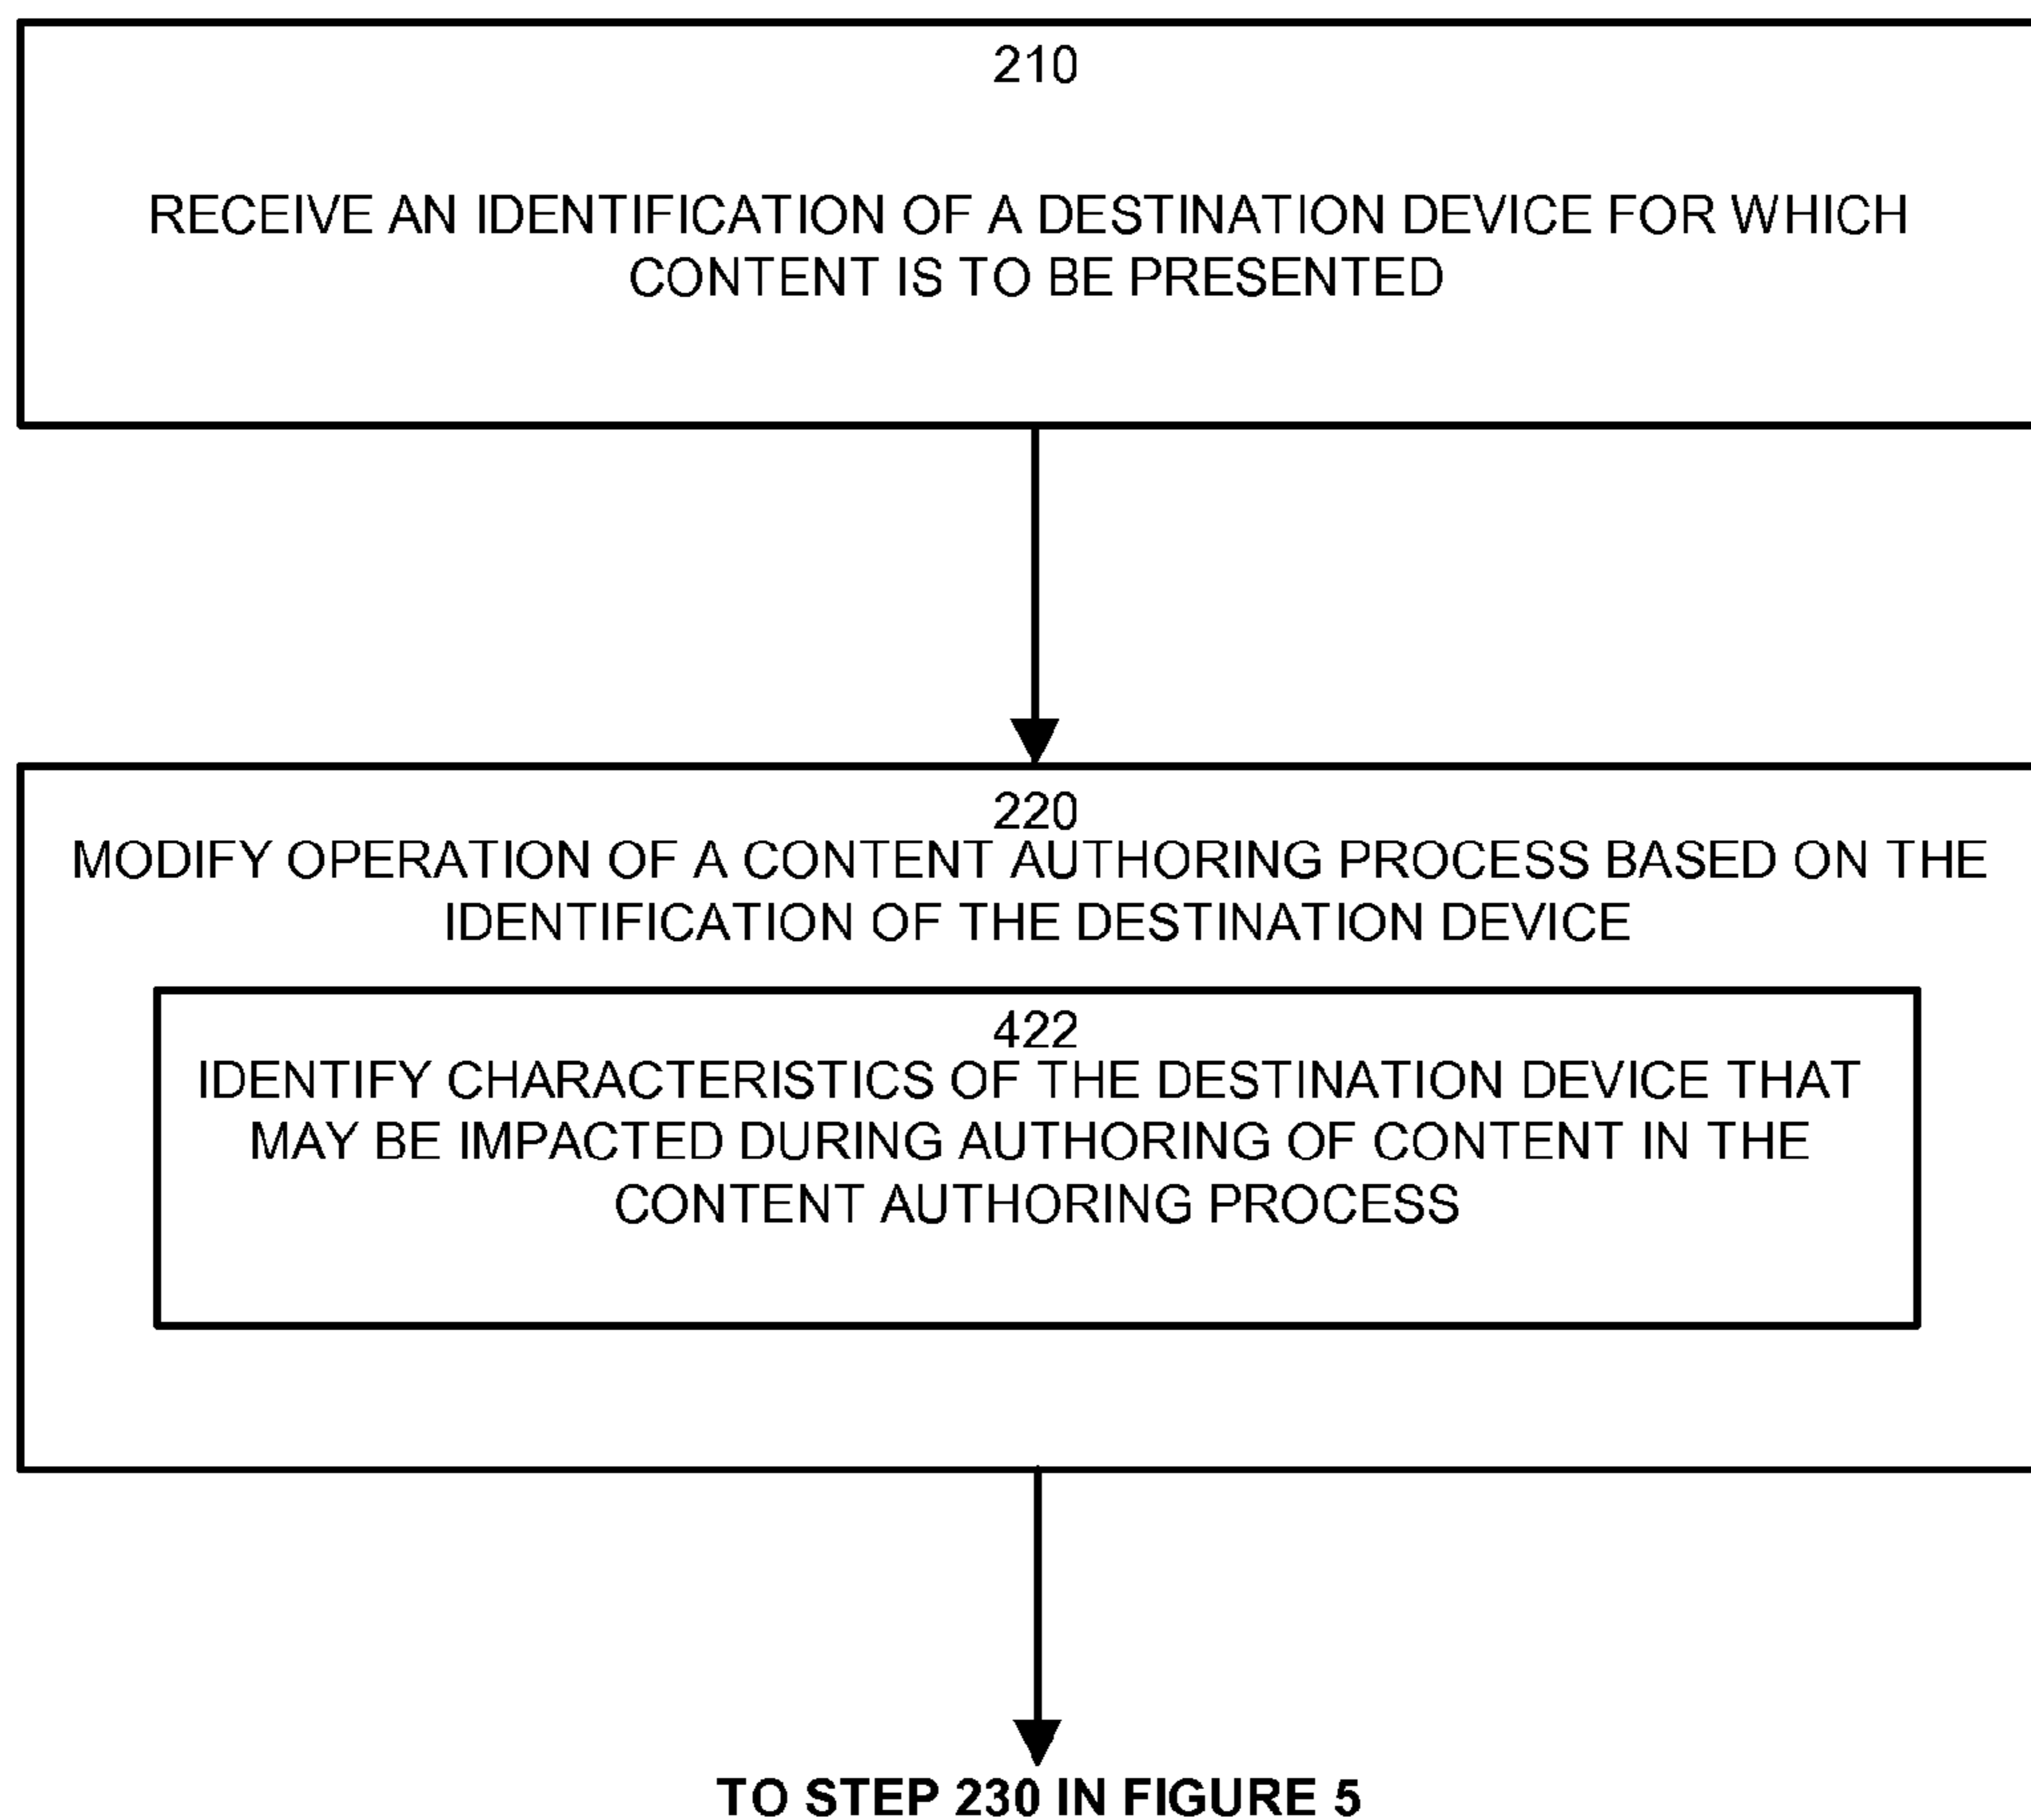 210
RECEIVE AN IDENTIFICATION OF A DESTINATION DEVICE FOR WHICH
CONTENT IS TO BE PRESENTED
220
MODIFY OPERATION OF A CONTENT AUTHORING PROCESS BASED ON THE
IDENTIFICATION OF THE DESTINATION DEVICE
422
IDENTIFY CHARACTERISTICS OF THE DESTINATION DEVICE THAT
MAY BE IMPACTED DURING AUTHORING OF CONTENT IN THE
CONTENT AUTHORING PROCESS
TO STEP 230 IN FIGURE 5